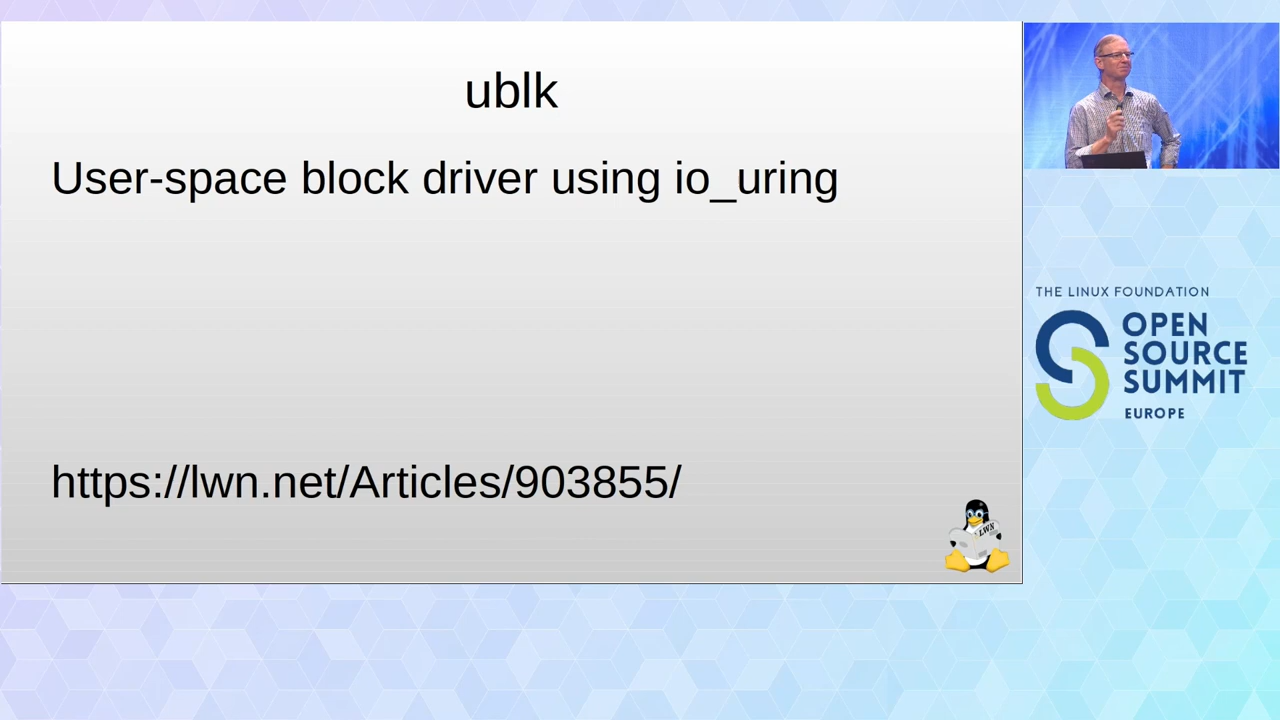 ublk
User-space block driver using io_uring
https://lwn.net/Articles/903855/
LWN
THE LINUX FOUNDATION
OPEN
SOURCE
SUMMIT
EUROPE